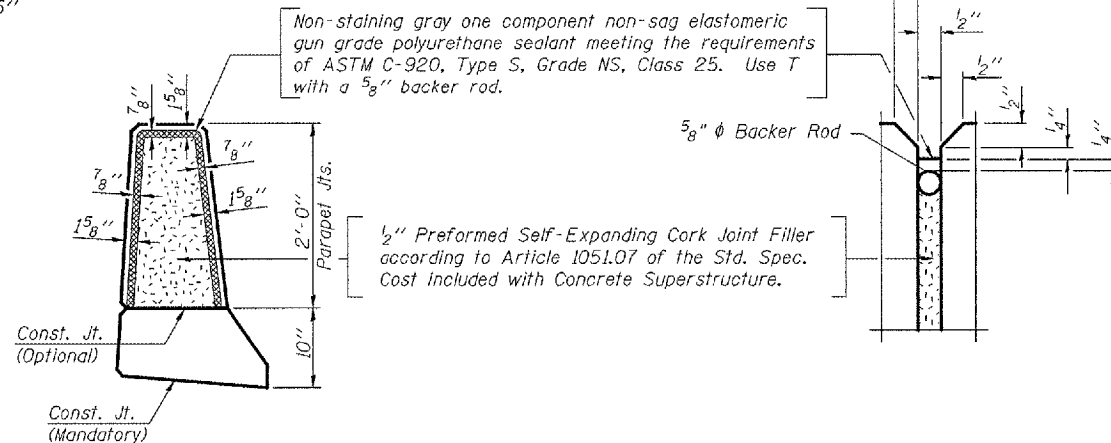 Non-staining gray one component non-sag elastomeric
gun grade polyurethane sealant meeting the requirements
of ASTM C-920, Type S, Grade NS, Class 25. Use T
with a 5/8" backer rod.
1/2"
1/2"
1/2"
1/4"
1/4"
7/8"
1 5/8"
5/8" φ Backer Rod
7/8"
7/8"
1 5/8"
1 5/8"
2'-0"
Parapet Jts.
1/2" Preformed Self-Expanding Cork Joint Filler
according to Article 1051.07 of the Std. Spec.
Cost included with Concrete Superstructure.
Const. Jt.
(Optional)
10"
Const. Jt.
(Mandatory)